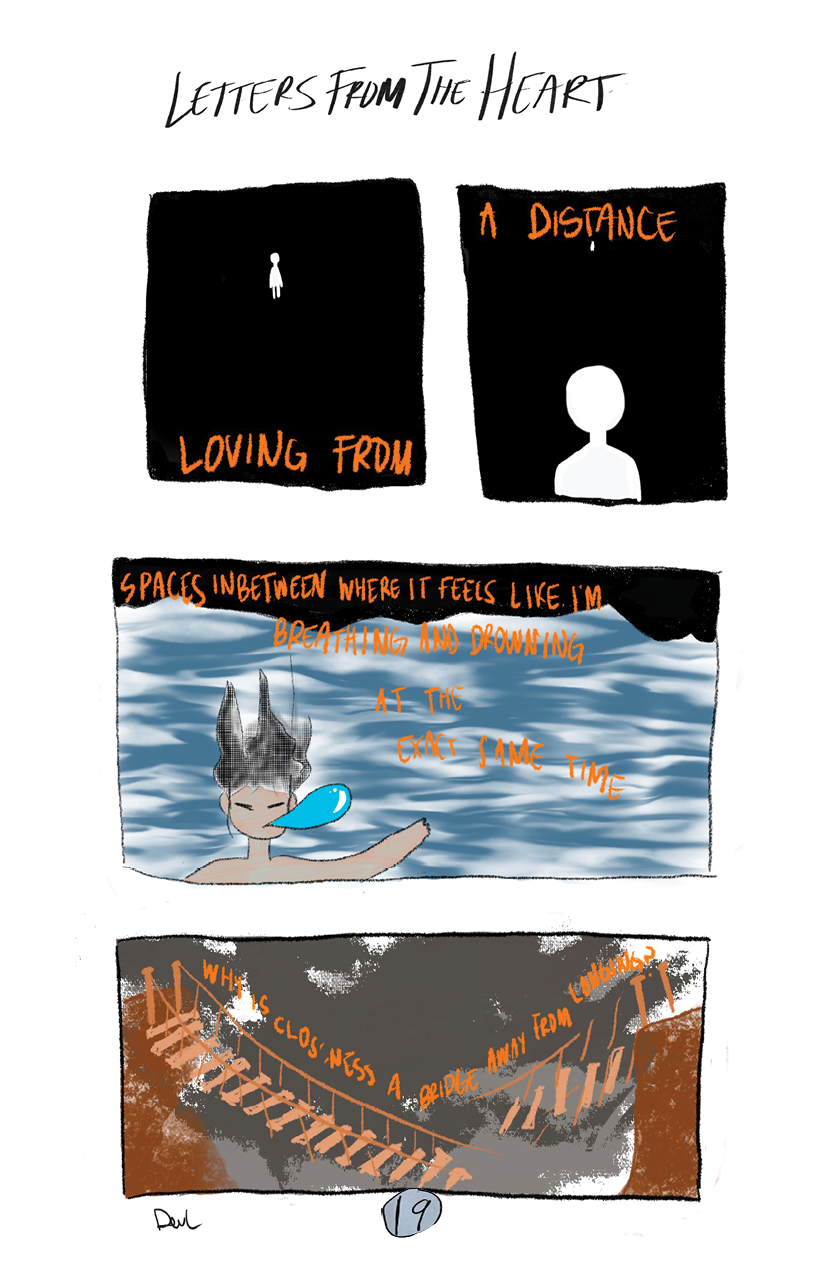 LETTERS FROM THE HEART
LOVING FROM
A DISTANCE
SPACES INBETWEEN WHERE IT FEELS LIKE I'M
BREATHING AND DROWNING
AT THE
EXACT SAME TIME
WHY IS CLOSENESS A BRIDGE AWAY FROM LONGING?
19